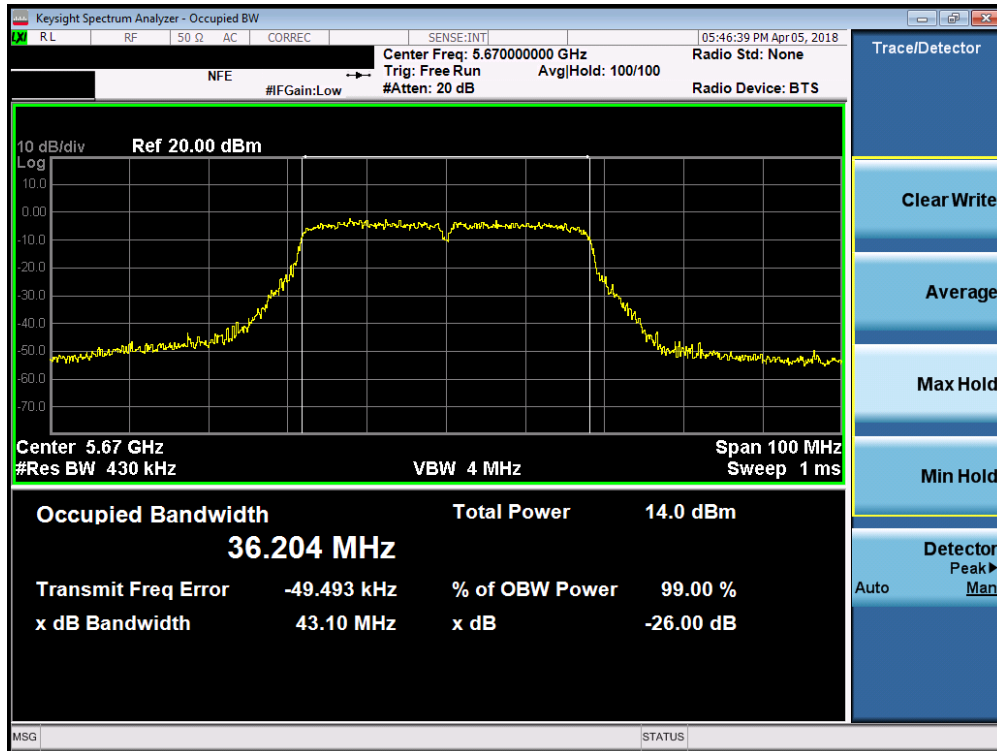 Keysight Spectrum Analyzer - Occupied BW
LXI RL RF 50 Ω AC CORREC SENSE:INT 05:46:39 PM Apr 05, 2018
Center Freq: 5.670000000 GHz Radio Std: None
NFE Trig: Free Run Avg|Hold: 100/100
#IFGain:Low #Atten: 20 dB Radio Device: BTS
Trace/Detector
10 dB/div Ref 20.00 dBm
Log
10.0
0.00
-10.0
-20.0
-30.0
-40.0
-50.0
-60.0
-70.0
Center 5.67 GHz Span 100 MHz
#Res BW 430 kHz VBW 4 MHz Sweep 1 ms
Occupied Bandwidth Total Power 14.0 dBm
36.204 MHz
Transmit Freq Error -49.493 kHz % of OBW Power 99.00 %
x dB Bandwidth 43.10 MHz x dB -26.00 dB
Clear Write
Average
Max Hold
Min Hold
Detector
Peak▶
Auto Man
MSG STATUS